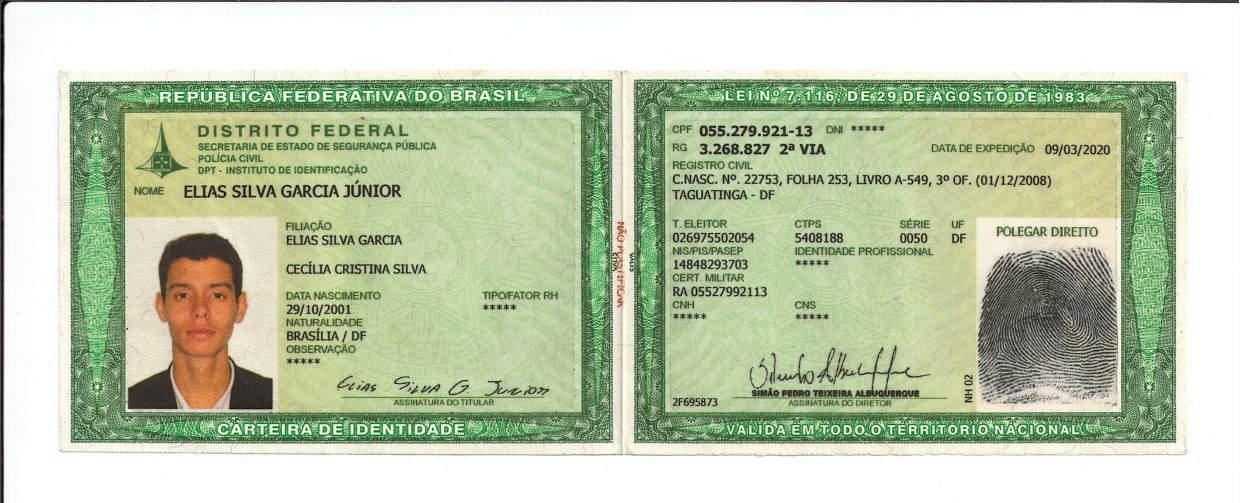 REPÚBLICA FEDERATIVA DO BRASIL
DISTRITO FEDERAL
SECRETARIA DE ESTADO DE SEGURANÇA PÚBLICA
POLÍCIA CIVIL
DPT - INSTITUTO DE IDENTIFICAÇÃO
NOME ELIAS SILVA GARCIA JÚNIOR
FILIAÇÃO
ELIAS SILVA GARCIA
CECÍLIA CRISTINA SILVA
DATA NASCIMENTO TIPO/FATOR RH
29/10/2001 *****
NATURALIDADE
BRASÍLIA / DF
OBSERVAÇÃO
*****
Elias Silva G. Junior
ASSINATURA DO TITULAR
CARTEIRA DE IDENTIDADE
NÃO PLASTIFICAR
LEI Nº 7.116, DE 29 DE AGOSTO DE 1983
CPF 055.279.921-13 DNI *****
RG 3.268.827 2ª VIA DATA DE EXPEDIÇÃO 09/03/2020
REGISTRO CIVIL
C.NASC. Nº. 22753, FOLHA 253, LIVRO A-549, 3º OF. (01/12/2008)
TAGUATINGA - DF
T. ELEITOR CTPS SÉRIE UF
026975502054 5408188 0050 DF
NIS/PIS/PASEP IDENTIDADE PROFISSIONAL
14848293703 *****
CERT. MILITAR
RA 05527992113
CNH CNS
***** *****
POLEGAR DIREITO
NH 02
SIMÃO PEDRO TEIXEIRA ALBUQUERQUE
2F695873 ASSINATURA DO DIRETOR
VÁLIDA EM TODO O TERRITÓRIO NACIONAL